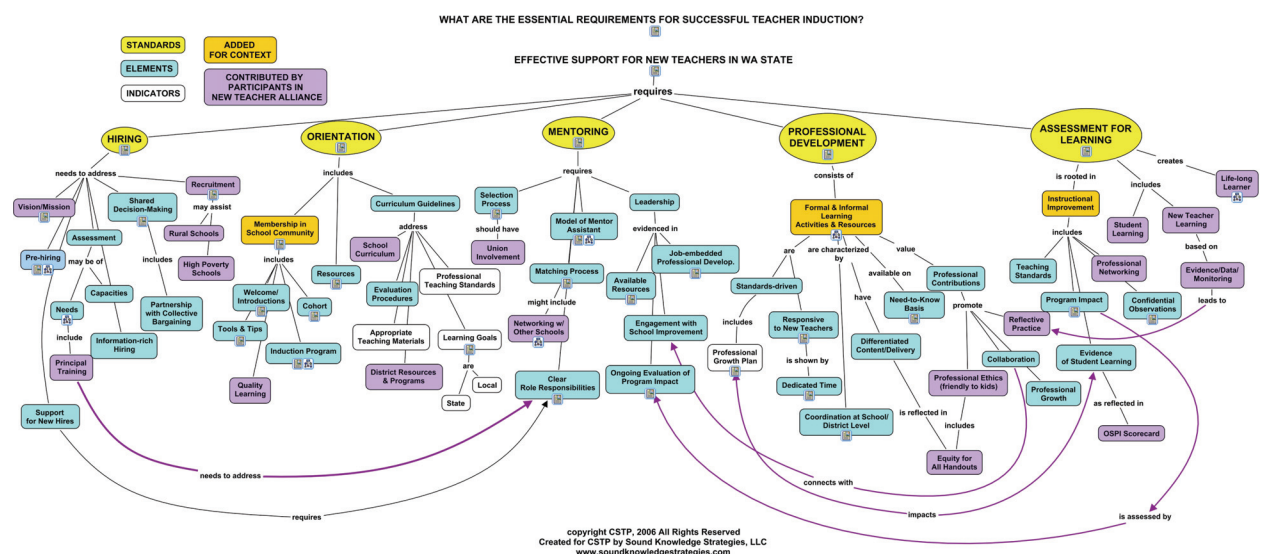 WHAT ARE THE ESSENTIAL REQUIREMENTS FOR SUCCESSFUL TEACHER INDUCTION?
STANDARDS
ADDED
FOR CONTEXT
ELEMENTS
CONTRIBUTED BY
PARTICIPANTS IN
NEW TEACHER ALLIANCE
INDICATORS
EFFECTIVE SUPPORT FOR NEW TEACHERS IN WA STATE
requires
HIRING
ORIENTATION
MENTORING
PROFESSIONAL
DEVELOPMENT
ASSESSMENT FOR
LEARNING
needs to address
Vision/Mission
Shared
Decision-Making
Recruitment
may assist
Rural Schools
High Poverty
Schools
Pre-hiring
Assessment
may be of
Needs
Capacities
includes
Partnership
with Collective
Bargaining
Information-rich
Hiring
include
Principal
Training
Support
for New Hires
needs to address
requires
includes
Membership in
School Community
includes
Welcome/
Introductions
Cohort
Tools & Tips
Induction Program
Quality
Learning
Resources
Curriculum Guidelines
address
School
Curriculum
Professional
Teaching Standards
Evaluation
Procedures
Appropriate
Teaching Materials
Learning Goals
are
State
Local
District Resources
& Programs
requires
Selection
Process
should have
Union
Involvement
Model of Mentor
Assistant
Matching Process
might include
Networking w/
Other Schools
Clear
Role Responsibilities
Leadership
evidenced in
Job-embedded
Professional Develop.
Available
Resources
Engagement with
School Improvement
Ongoing Evaluation of
Program Impact
consists of
Formal & Informal
Learning
Activities & Resources
are
are characterized
by
value
available on
have
Standards-driven
includes
Professional
Growth Plan
Responsive
to New Teachers
is shown by
Dedicated Time
Coordination at School/
District Level
Need-to-Know
Basis
Differentiated
Content/Delivery
is reflected in
Professional
Contributions
promote
Reflective
Practice
Collaboration
Professional Ethics
(friendly to kids)
Professional
Growth
includes
Equity for
All Handouts
connects with
impacts
is rooted in
includes
creates
Life-long
Learner
Instructional
Improvement
includes
Student
Learning
New Teacher
Learning
based on
Evidence/Data/
Monitoring
leads to
Teaching
Standards
Professional
Networking
Program Impact
Confidential
Observations
Evidence
of Student Learning
as reflected in
OSPI Scorecard
is assessed by
copyright CSTP, 2006 All Rights Reserved
Created for CSTP by Sound Knowledge Strategies, LLC
www.soundknowledgestrategies.com